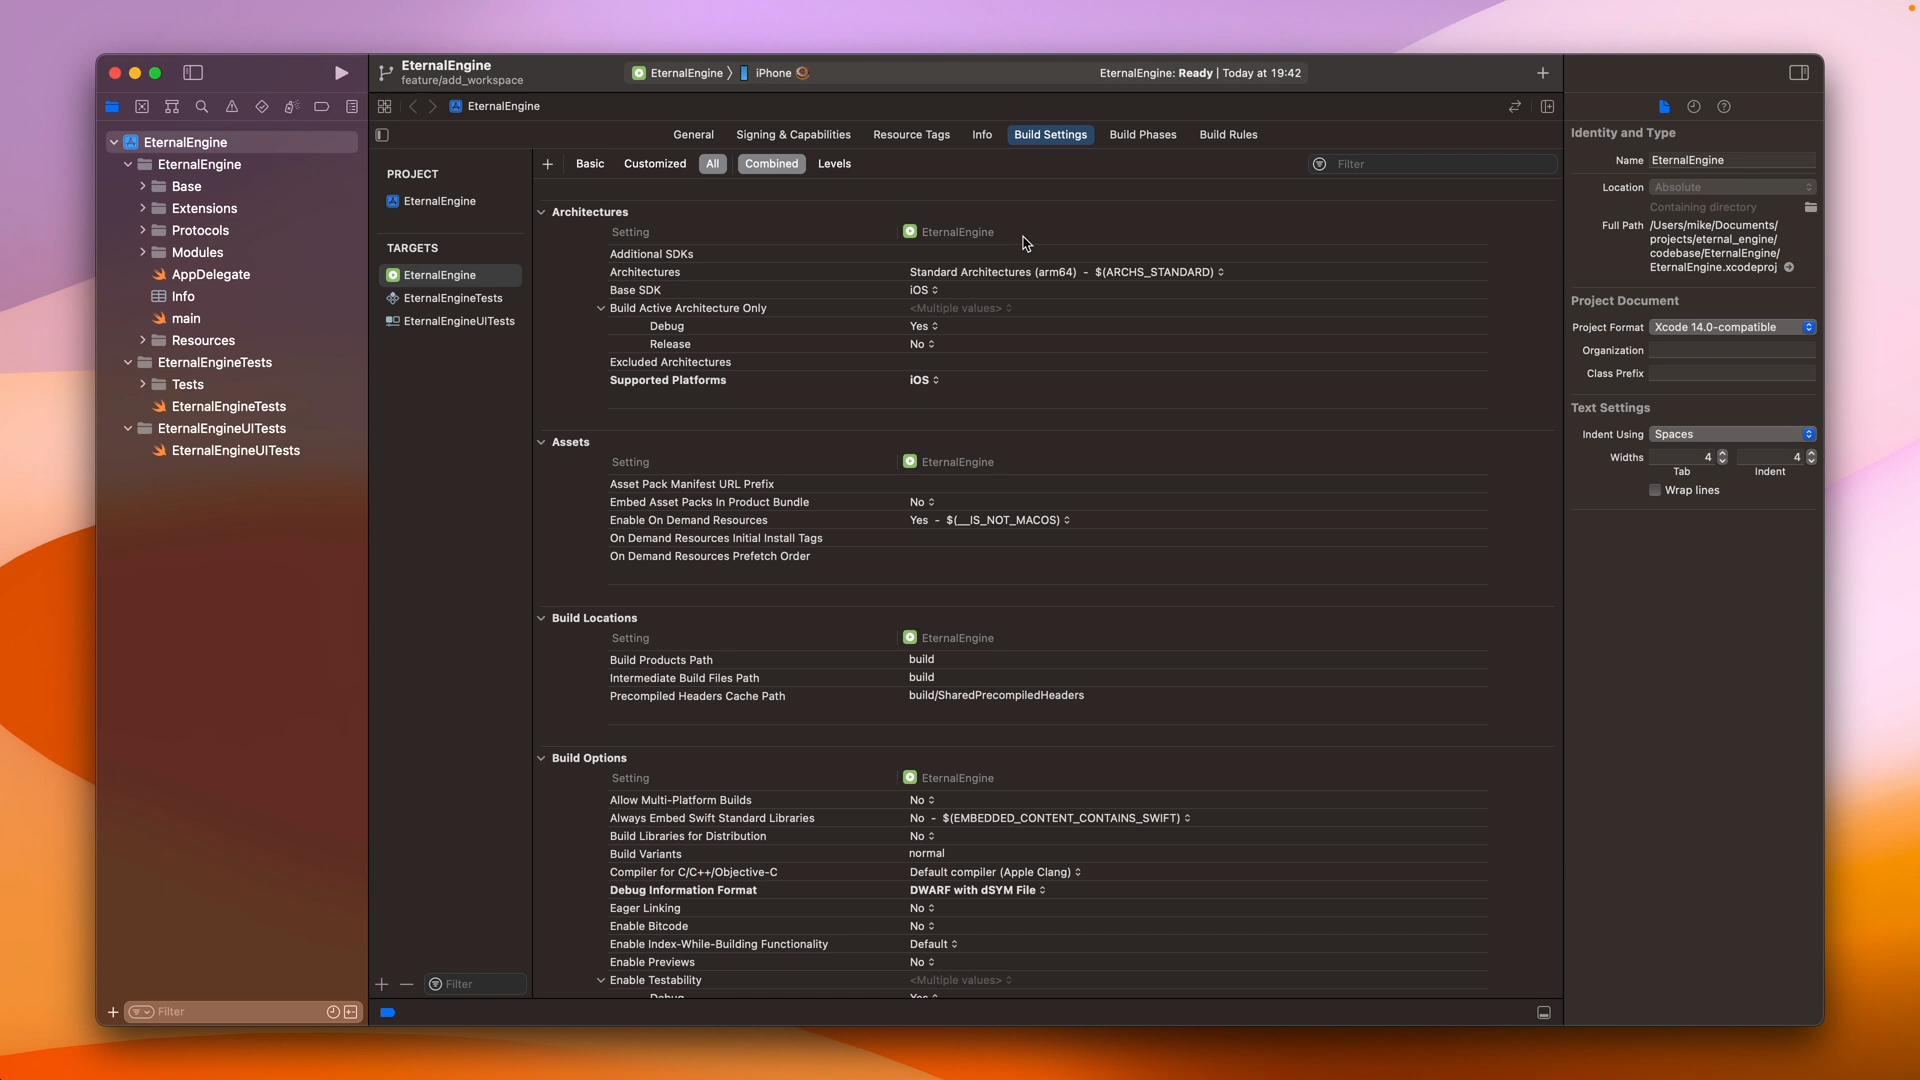 EternalEngine
feature/add_workspace
EternalEngine
iPhone
EternalEngine: Ready | Today at 19:42
EternalEngine
General
Signing & Capabilities
Resource Tags
Info
Build Settings
Build Phases
Build Rules
Basic
Customized
All
Combined
Levels
Filter
EternalEngine
EternalEngine
Base
Extensions
Protocols
Modules
AppDelegate
Info
main
Resources
EternalEngineTests
Tests
EternalEngineTests
EternalEngineUITests
EternalEngineUITests
Filter
PROJECT
EternalEngine
TARGETS
EternalEngine
EternalEngineTests
EternalEngineUITests
Filter
Architectures
Setting EternalEngine
Additional SDKs
Architectures Standard Architectures (arm64) - $(ARCHS_STANDARD)
Base SDK iOS
Build Active Architecture Only <Multiple values>
Debug Yes
Release No
Excluded Architectures
Supported Platforms iOS
Assets
Setting EternalEngine
Asset Pack Manifest URL Prefix
Embed Asset Packs In Product Bundle No
Enable On Demand Resources Yes - $(__IS_NOT_MACOS)
On Demand Resources Initial Install Tags
On Demand Resources Prefetch Order
Build Locations
Setting EternalEngine
Build Products Path build
Intermediate Build Files Path build
Precompiled Headers Cache Path build/SharedPrecompiledHeaders
Build Options
Setting EternalEngine
Allow Multi-Platform Builds No
Always Embed Swift Standard Libraries No - $(EMBEDDED_CONTENT_CONTAINS_SWIFT)
Build Libraries for Distribution No
Build Variants normal
Compiler for C/C++/Objective-C Default compiler (Apple Clang)
Debug Information Format DWARF with dSYM File
Eager Linking No
Enable Bitcode No
Enable Index-While-Building Functionality Default
Enable Previews No
Enable Testability <Multiple values>
Debug Yes
Identity and Type
Name EternalEngine
Location Absolute
Containing directory
Full Path /Users/mike/Documents/
projects/eternal_engine/
codebase/EternalEngine/
EternalEngine.xcodeproj
Project Document
Project Format Xcode 14.0-compatible
Organization
Class Prefix
Text Settings
Indent Using Spaces
Widths 4 4
Tab Indent
Wrap lines